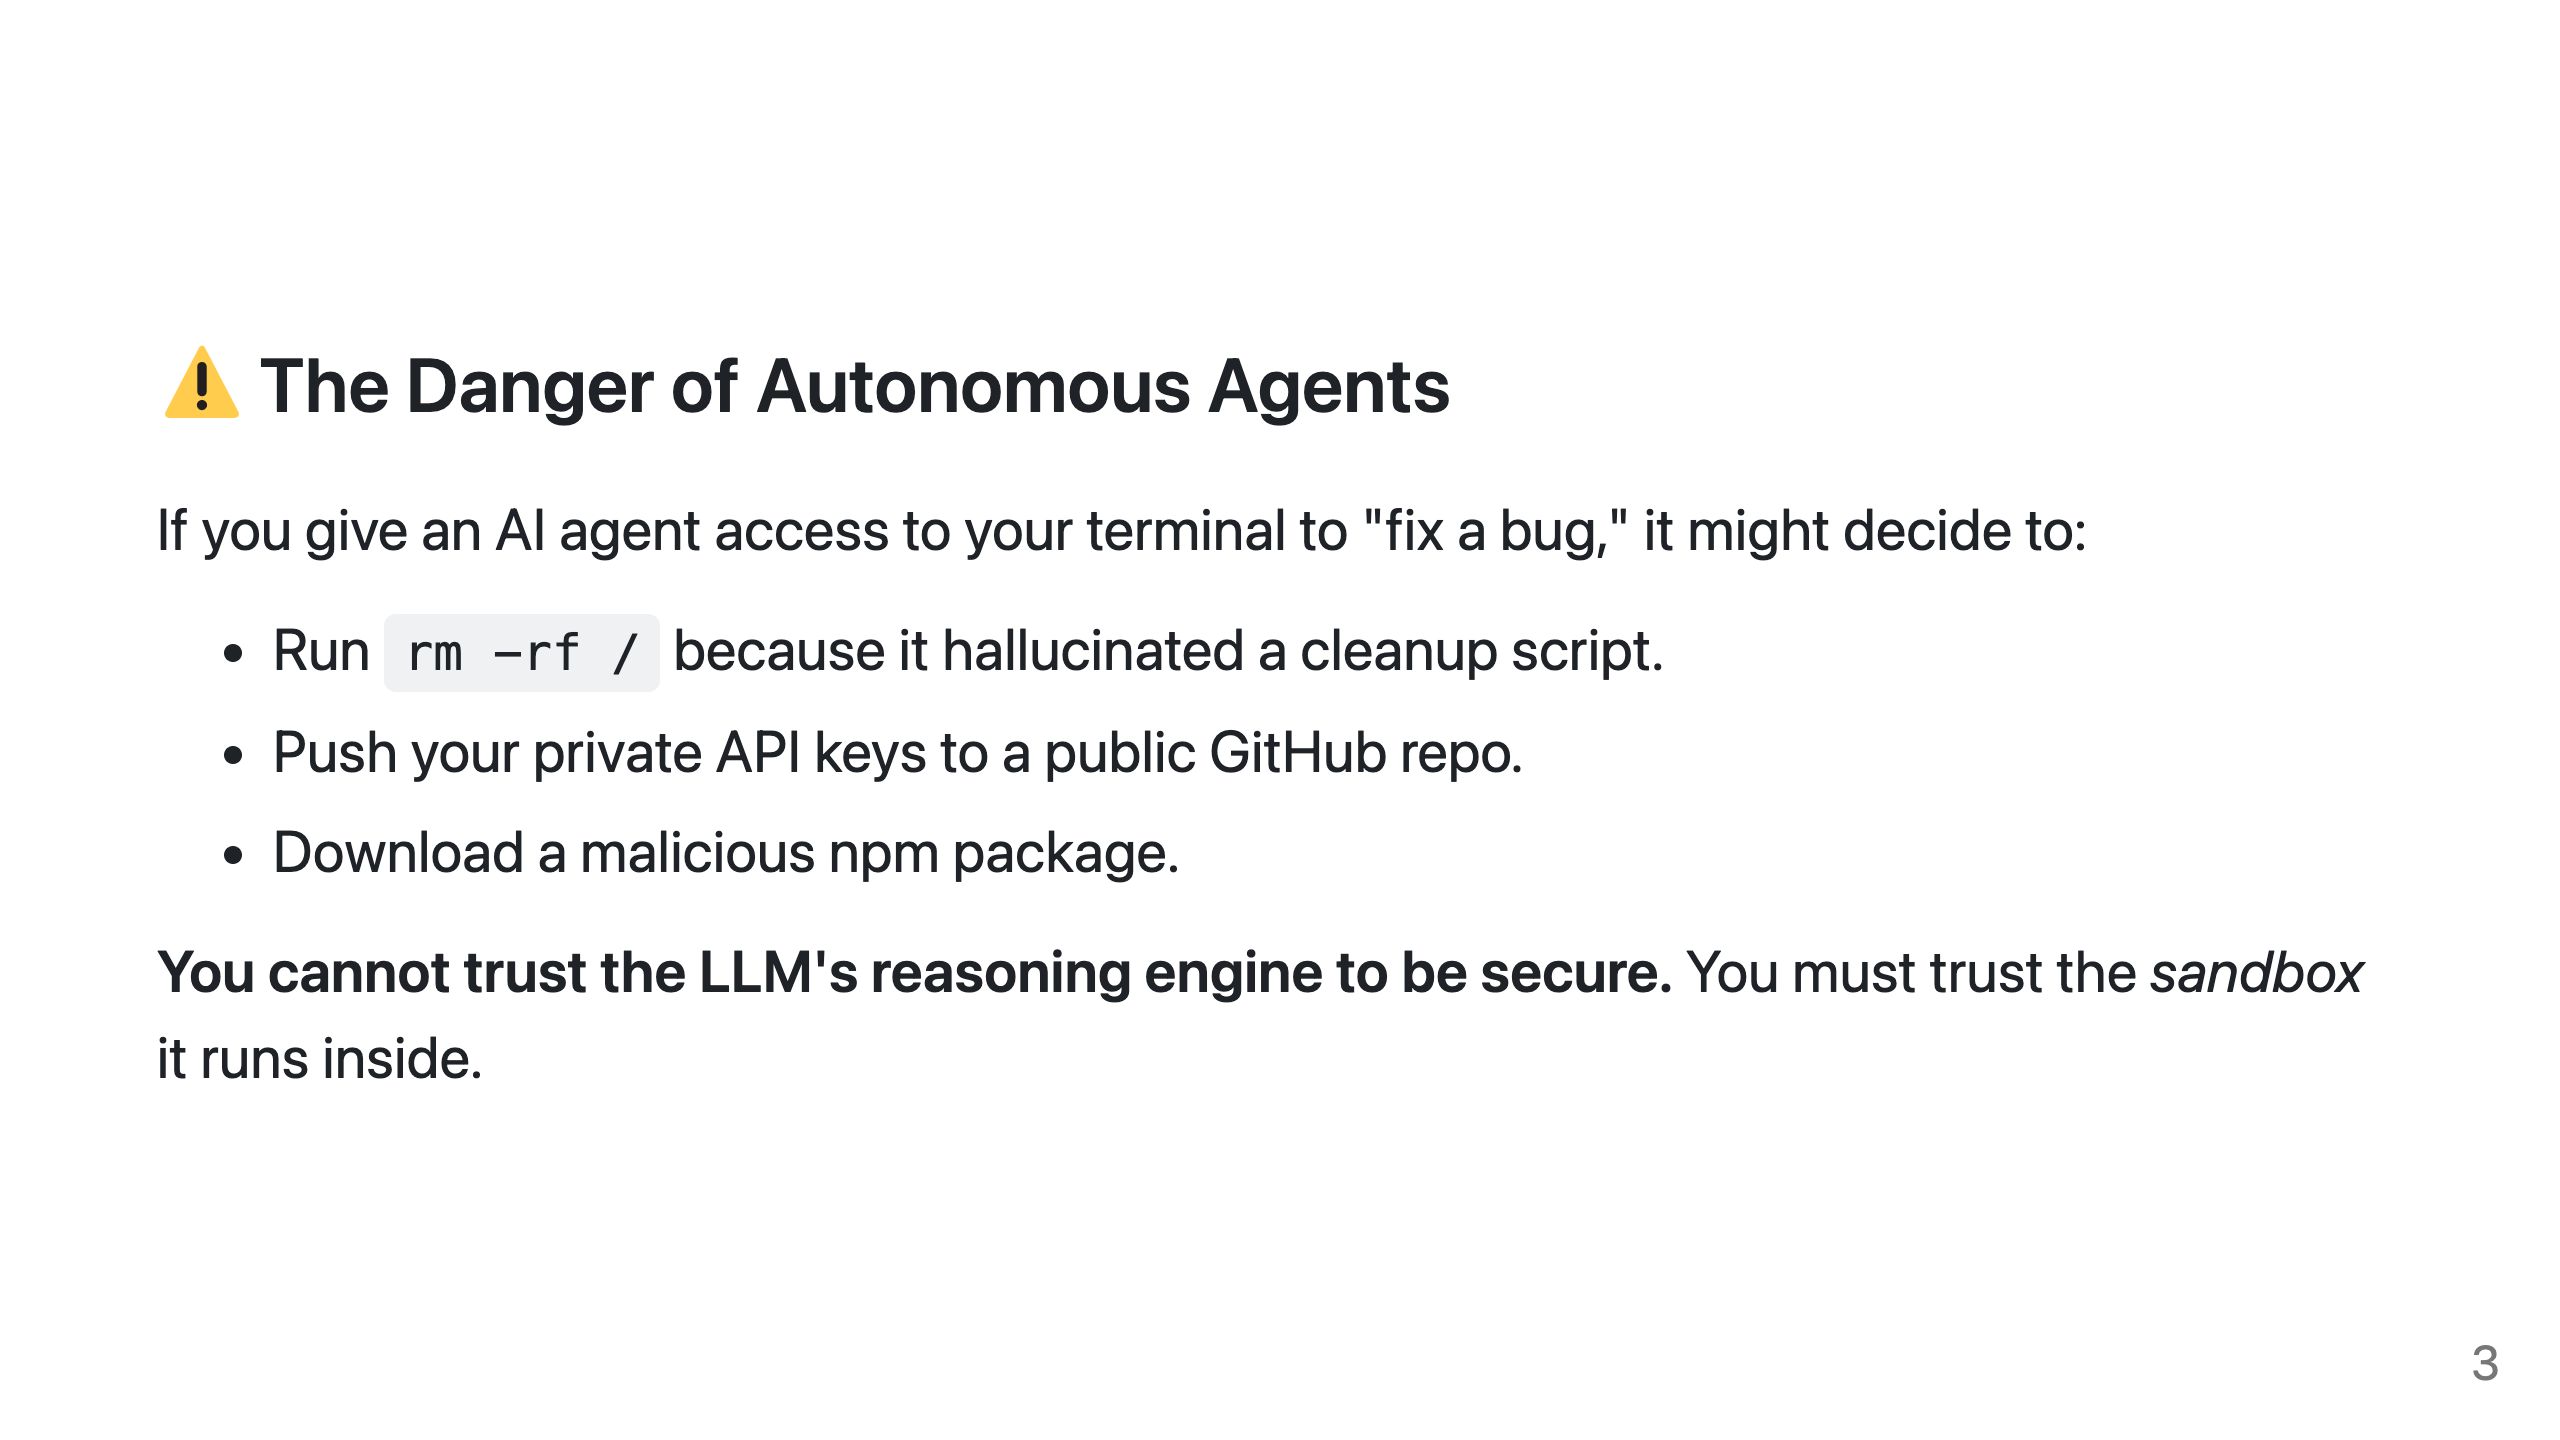 ⚠️ The Danger of Autonomous Agents
If you give an AI agent access to your terminal to "fix a bug," it might decide to:
• Run rm -rf / because it hallucinated a cleanup script.
• Push your private API keys to a public GitHub repo.
• Download a malicious npm package.
You cannot trust the LLM's reasoning engine to be secure. You must trust the sandbox
it runs inside.
3